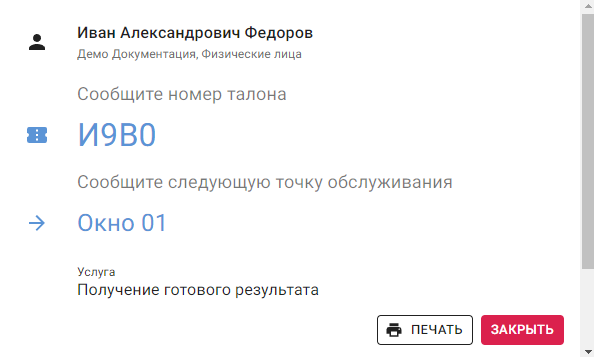 Иван Александрович Федоров
Демо Документация, Физические лица
Сообщите номер талона
И9В0
Сообщите следующую точку обслуживания
Окно 01
Услуга
Получение готового результата
ПЕЧАТЬ ЗАКРЫТЬ